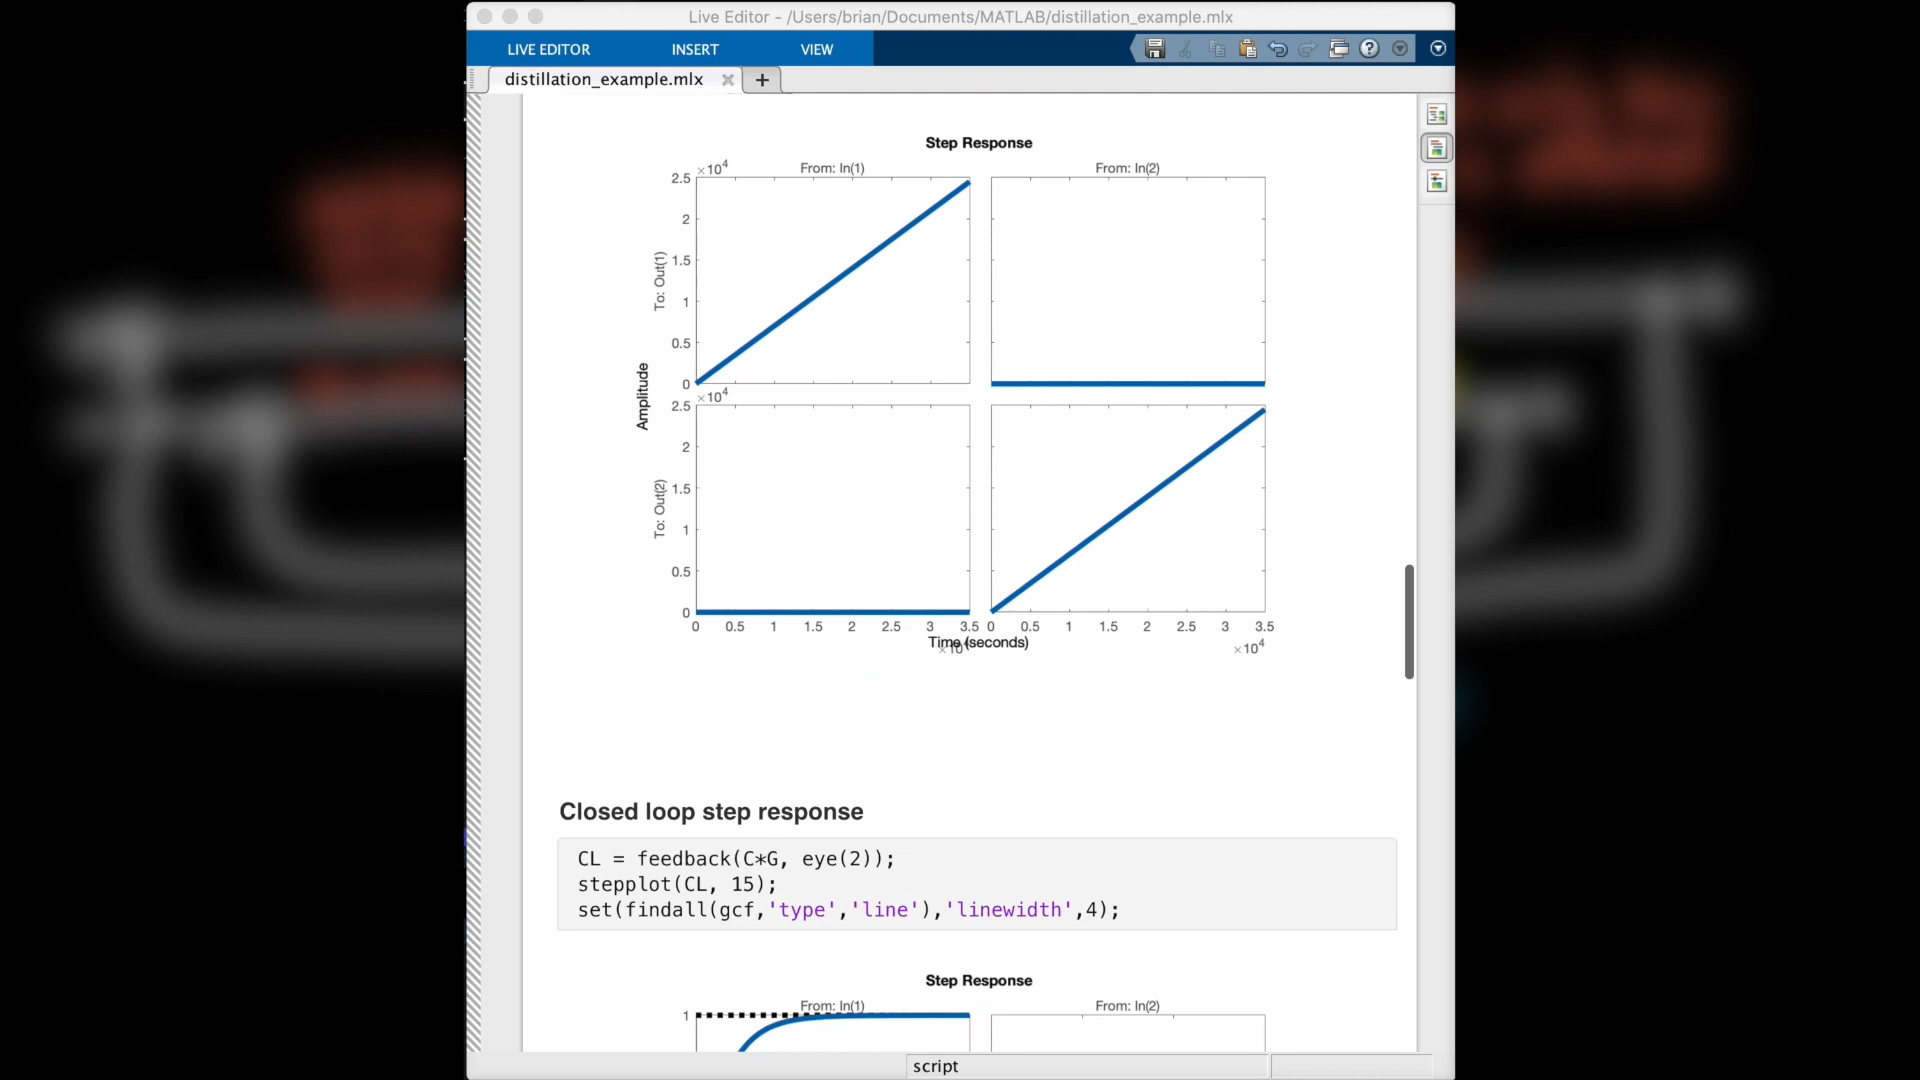 Live Editor - /Users/brian/Documents/MATLAB/distillation_example.mlx
LIVE EDITOR INSERT VIEW
distillation_example.mlx
Step Response
From: In(1) From: In(2)
×10⁴
2.5
2
1.5
1
0.5
0
To: Out(1)
Amplitude
×10⁴
2.5
2
1.5
1
0.5
0
To: Out(2)
0 0.5 1 1.5 2 2.5 3 3.5 0 0.5 1 1.5 2 2.5 3 3.5
Time (seconds)
×10 ×10⁴
Closed loop step response
CL = feedback(C*G, eye(2));
stepplot(CL, 15);
set(findall(gcf,'type','line'),'linewidth',4);
Step Response
From: In(1) From: In(2)
1
script